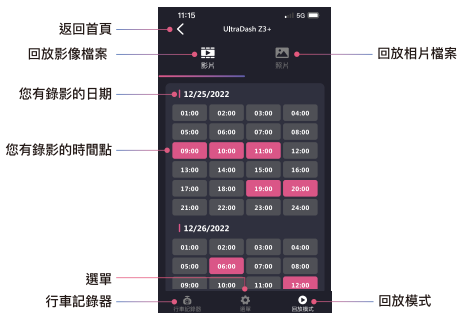 返回首頁
回放影像檔案
您有錄影的日期
您有錄影的時間點
選單
行車記錄器
11:15
5G
UltraDash Z3+
影片
照片
12/25/2022
01:00 02:00 03:00 04:00
05:00 06:00 07:00 08:00
09:00 10:00 11:00 12:00
13:00 14:00 15:00 16:00
17:00 18:00 19:00 20:00
21:00 22:00 23:00 24:00
12/26/2022
01:00 02:00 03:00 04:00
05:00 06:00 07:00 08:00
09:00 10:00 11:00 12:00
行車記錄器
選單
回放模式
回放相片檔案
回放模式